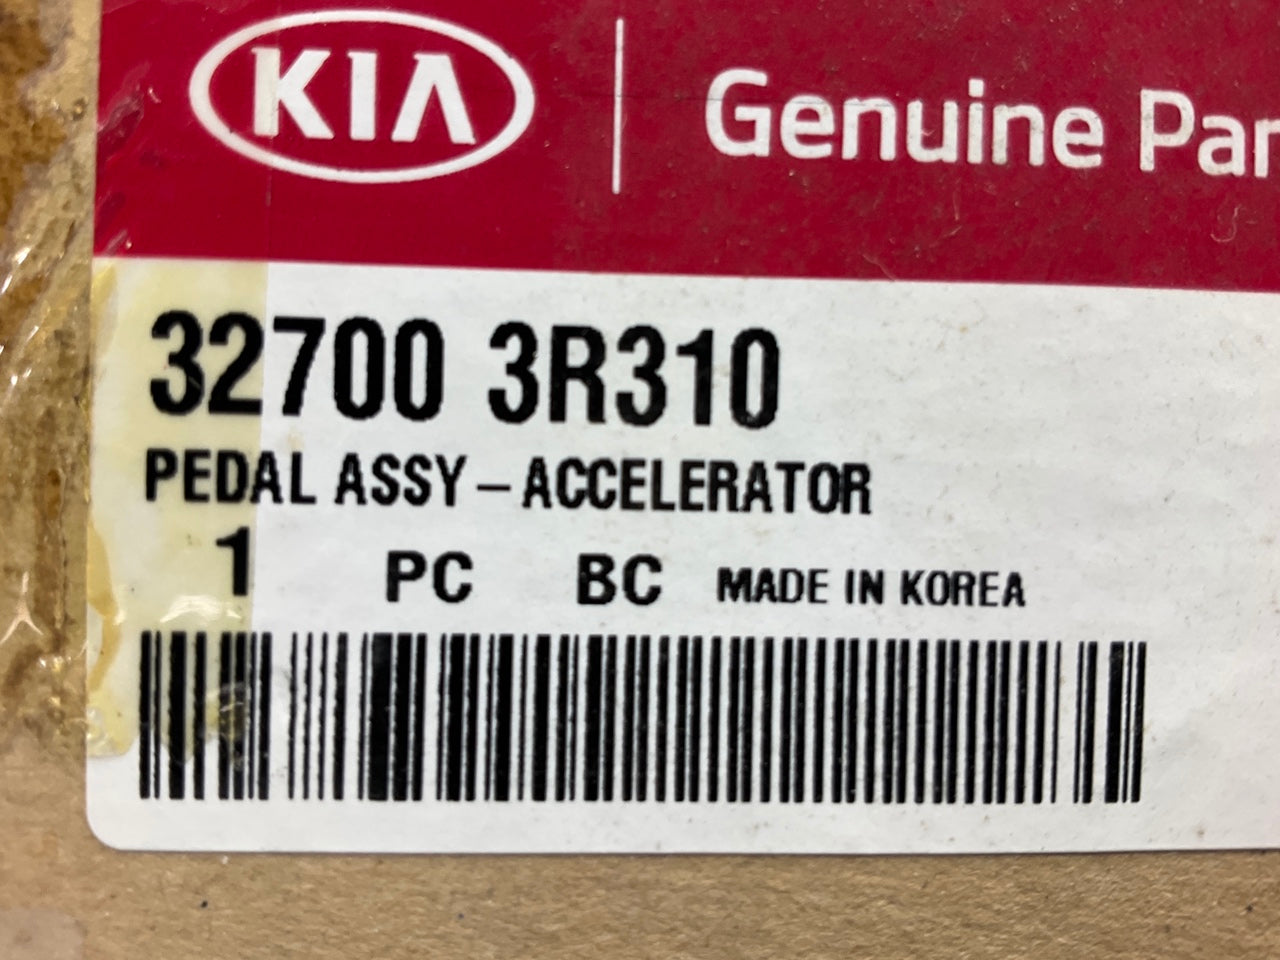 KIA Genuine Par
32700 3R310
PEDAL ASSY-ACCELERATOR
1 PC BC MADE IN KOREA